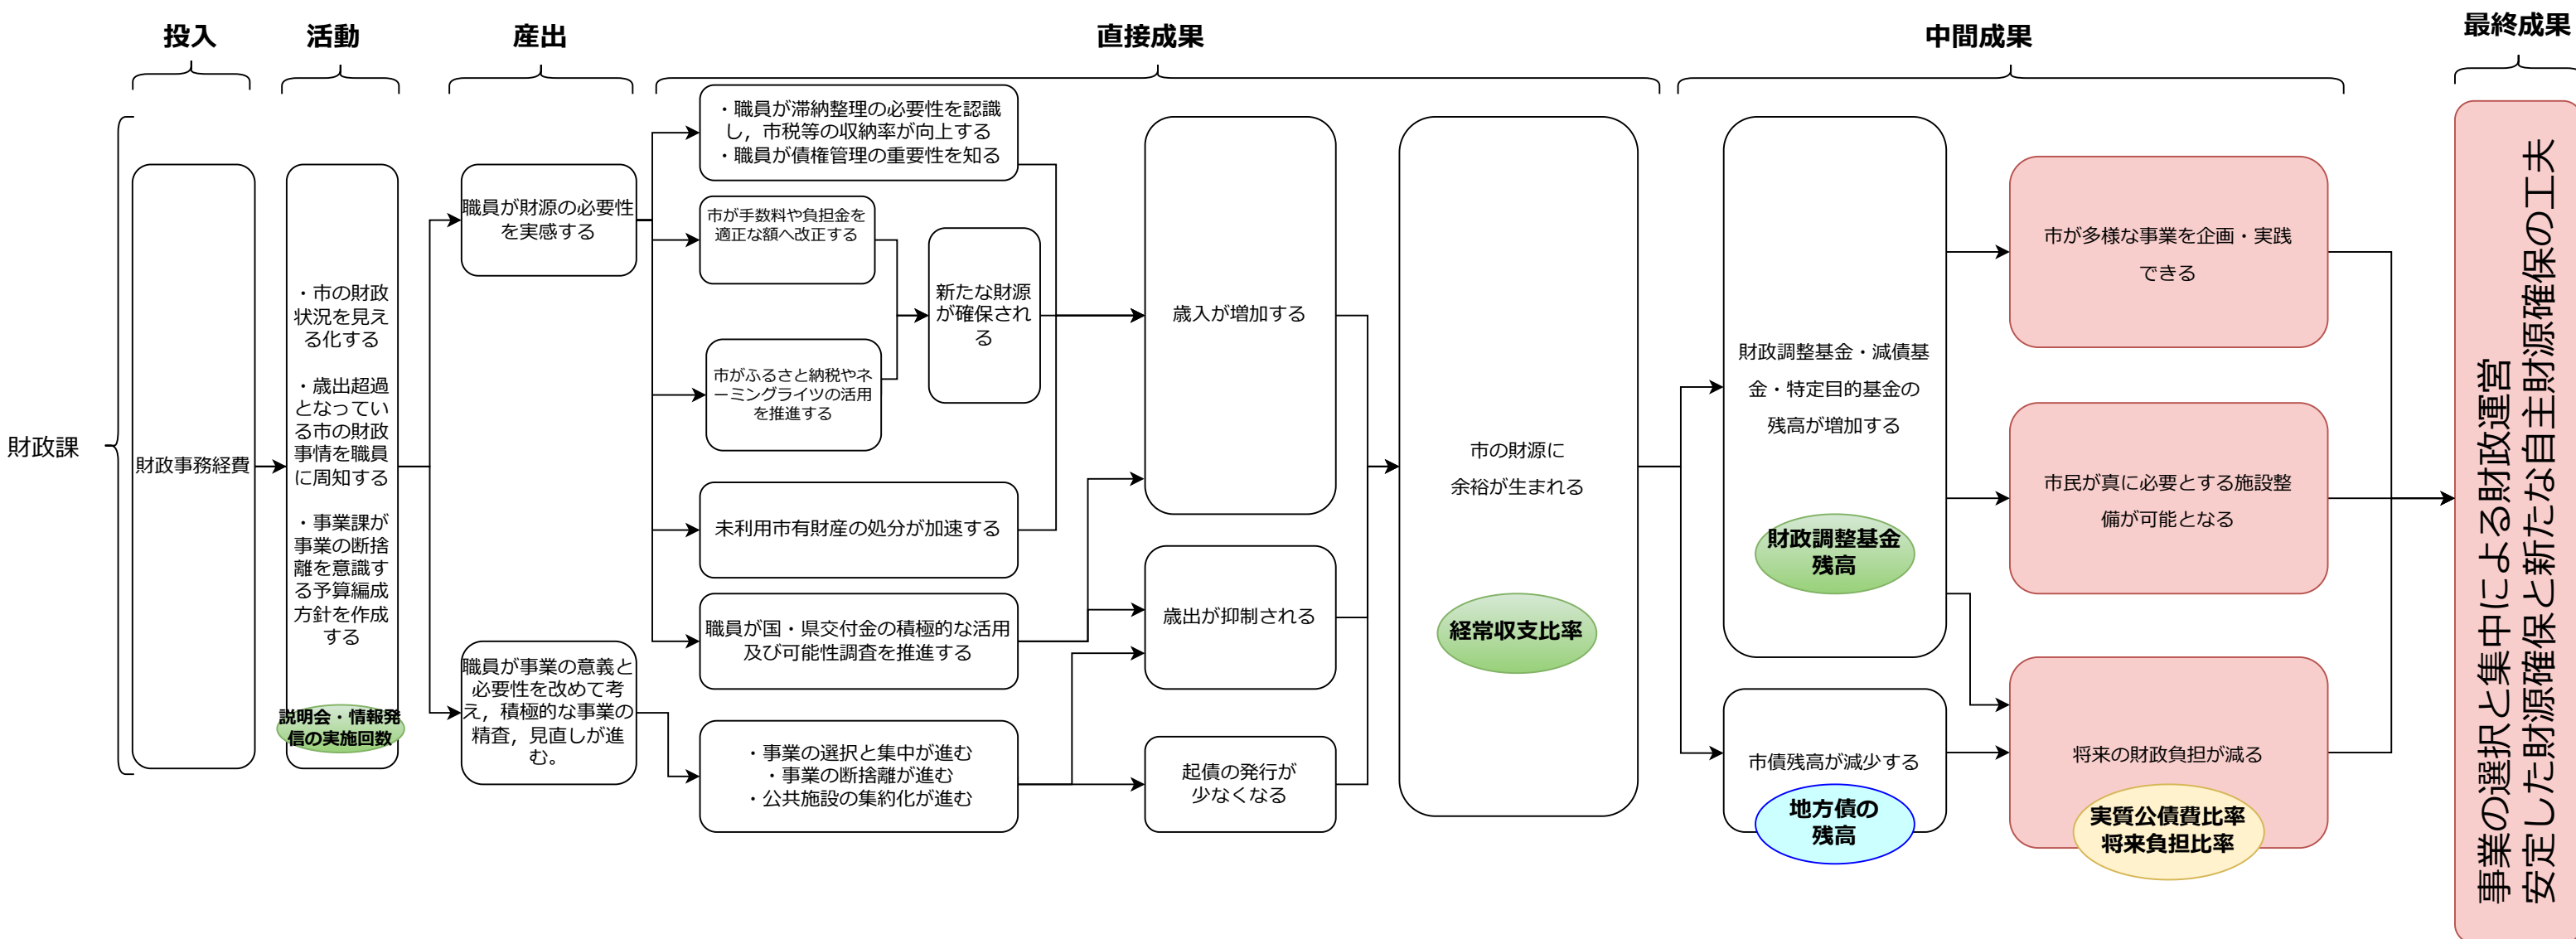 投入
活動
産出
直接成果
中間成果
最終成果
財政課
財政事務経費
・市の財政
状況を見え
る化する
・歳出超過
となってい
る市の財政
事情を職員
に周知する
・事業課が
事業の断捨
離を意識す
る予算編成
方針を作成
する
説明会・情報発
信の実施回数
職員が財源の必要性
を実感する
職員が事業の意義と
必要性を改めて考
え，積極的な事業の
精査，見直しが進
む。
・職員が滞納整理の必要性を認識
し，市税等の収納率が向上する
・職員が債権管理の重要性を知る
市が手数料や負担金を
適正な額へ改正する
市がふるさと納税やネ
ーミングライツの活用
を推進する
新たな財源
が確保され
る
未利用市有財産の処分が加速する
職員が国・県交付金の積極的な活用
及び可能性調査を推進する
・事業の選択と集中が進む
・事業の断捨離が進む
・公共施設の集約化が進む
歳入が増加する
歳出が抑制される
起債の発行が
少なくなる
市の財源に
余裕が生まれる
経常収支比率
財政調整基金・減債基
金・特定目的基金の
残高が増加する
財政調整基金
残高
市債残高が減少する
地方債の
残高
市が多様な事業を企画・実践
できる
市民が真に必要とする施設整
備が可能となる
将来の財政負担が減る
実質公債費比率
将来負担比率
事業の選択と集中による財政運営
安定した財源確保と新たな自主財源確保の工夫